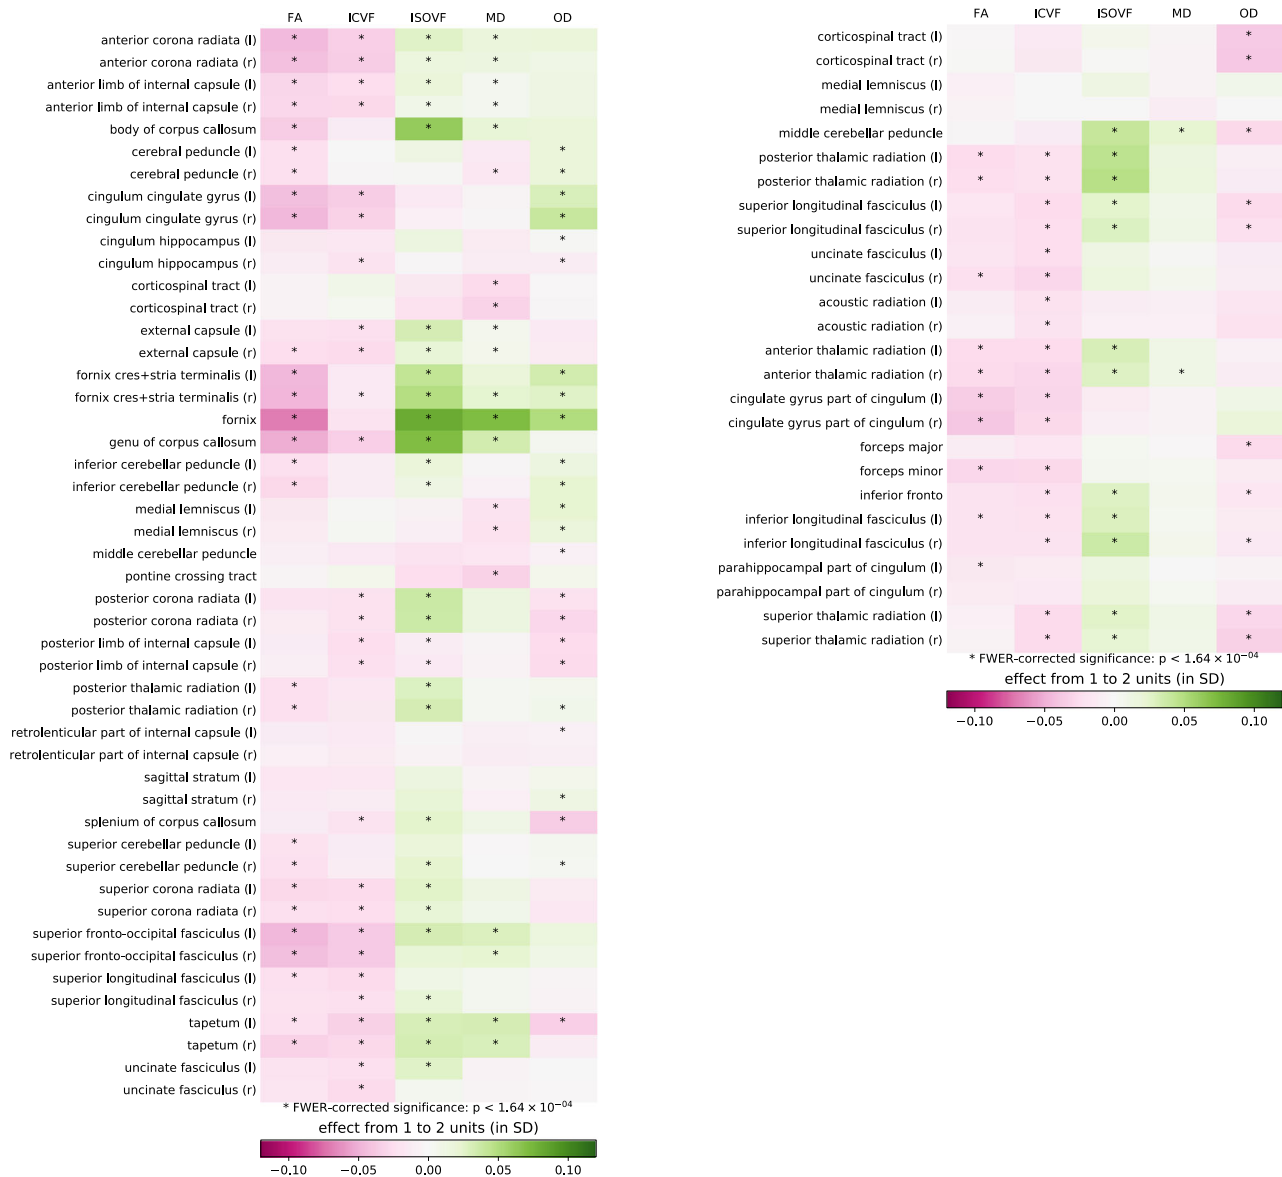 FA ICVF ISOVF MD OD
anterior corona radiata (l) * * * *
anterior corona radiata (r) * * * *
anterior limb of internal capsule (l) * * * *
anterior limb of internal capsule (r) * * * *
body of corpus callosum * * *
cerebral peduncle (l) * *
cerebral peduncle (r) * * *
cingulum cingulate gyrus (l) * * *
cingulum cingulate gyrus (r) * * *
cingulum hippocampus (l) *
cingulum hippocampus (r) * *
corticospinal tract (l) *
corticospinal tract (r) *
external capsule (l) * * *
external capsule (r) * * * *
fornix cres+stria terminalis (l) * * *
fornix cres+stria terminalis (r) * * * * *
fornix * * * *
genu of corpus callosum * * * *
inferior cerebellar peduncle (l) * * *
inferior cerebellar peduncle (r) * * *
medial lemniscus (l) * *
medial lemniscus (r) * *
middle cerebellar peduncle *
pontine crossing tract *
posterior corona radiata (l) * * *
posterior corona radiata (r) * * *
posterior limb of internal capsule (l) * * *
posterior limb of internal capsule (r) * * *
posterior thalamic radiation (l) * *
posterior thalamic radiation (r) * * *
retrolenticular part of internal capsule (l) *
retrolenticular part of internal capsule (r)
sagittal stratum (l)
sagittal stratum (r) *
splenium of corpus callosum * * *
superior cerebellar peduncle (l) *
superior cerebellar peduncle (r) * * *
superior corona radiata (l) * * *
superior corona radiata (r) * * *
superior fronto-occipital fasciculus (l) * * * *
superior fronto-occipital fasciculus (r) * * *
superior longitudinal fasciculus (l) * *
superior longitudinal fasciculus (r) * *
tapetum (l) * * * * *
tapetum (r) * * * *
uncinate fasciculus (l) * *
uncinate fasciculus (r) *
* FWER-corrected significance: p < 1.64 × 10⁻⁰⁴
effect from 1 to 2 units (in SD)
−0.10 −0.05 0.00 0.05 0.10
FA ICVF ISOVF MD OD
corticospinal tract (l) *
corticospinal tract (r) *
medial lemniscus (l)
medial lemniscus (r)
middle cerebellar peduncle * * *
posterior thalamic radiation (l) * * *
posterior thalamic radiation (r) * * *
superior longitudinal fasciculus (l) * * *
superior longitudinal fasciculus (r) * * *
uncinate fasciculus (l) *
uncinate fasciculus (r) * *
acoustic radiation (l) *
acoustic radiation (r) *
anterior thalamic radiation (l) * * *
anterior thalamic radiation (r) * * * *
cingulate gyrus part of cingulum (l) * *
cingulate gyrus part of cingulum (r) * *
forceps major *
forceps minor * *
inferior fronto * * *
inferior longitudinal fasciculus (l) * * *
inferior longitudinal fasciculus (r) * * *
parahippocampal part of cingulum (l) *
parahippocampal part of cingulum (r)
superior thalamic radiation (l) * * *
superior thalamic radiation (r) * * *
* FWER-corrected significance: p < 1.64 × 10⁻⁰⁴
effect from 1 to 2 units (in SD)
−0.10 −0.05 0.00 0.05 0.10